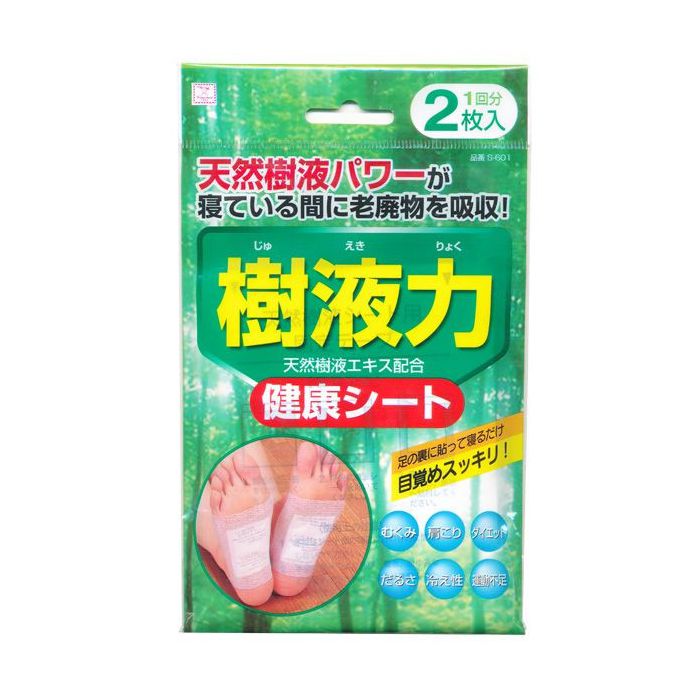 1回分
2枚入
品番 S-601
天然樹液パワーが
寝ている間に老廃物を吸収!
じゅ えき りょく
樹液力
天然樹液エキス配合
健康シート
足の裏に貼って寝るだけ
目覚めスッキリ!
むくみ 肩こり ダイエット
だるさ 冷え性 運動不足